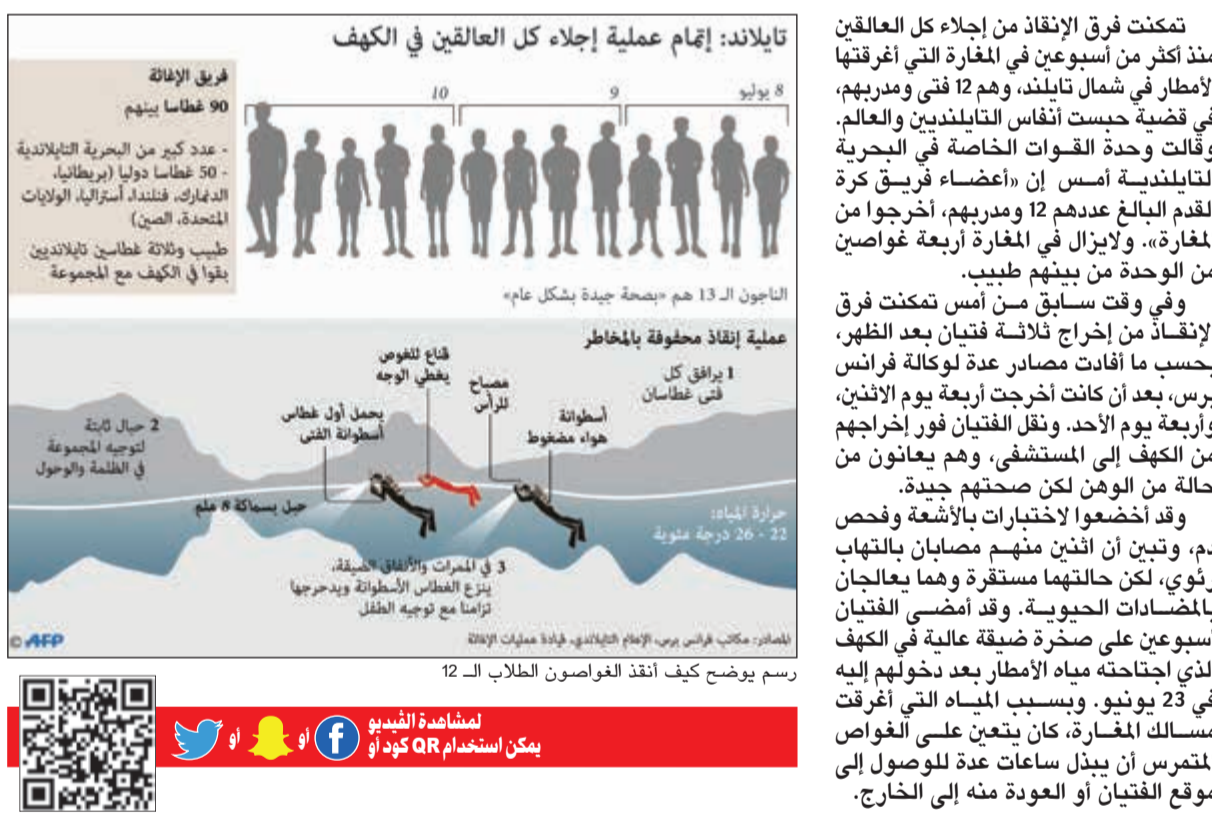 تمكنت فرق الإنقاذ من إجلاء كل العالقين
منذ أكثر من أسبوعين في المغارة التي أغرقتها
لأمطار في شمال تايلند، وهم 12 فتى ومدربهم،
في قضية حبست أنفاس التايلنديين والعالم.
وقالت وحدة القوات الخاصة في البحرية
لتايلندية أمس إن «أعضاء فريق كرة
لقدم البالغ عددهم 12 ومدربهم، أخرجوا من
لمغارة». ولايزال في المغارة أربعة غواصين
من الوحدة من بينهم طبيب.
وفي وقت سابق من أمس تمكنت فرق
لإنقاذ من إخراج ثلاثة فتيان بعد الظهر،
بحسب ما أفادت مصادر عدة لوكالة فرانس
برس، بعد أن كانت أخرجت أربعة يوم الاثنين،
وأربعة يوم الأحد. ونقل الفتيان فور إخراجهم
من الكهف إلى المستشفى، وهم يعانون من
حالة من الوهن لكن صحتهم جيدة.
وقد أخضعوا لاختبارات بالأشعة وفحص
دم، وتبين أن اثنين منهم مصابان بالتهاب
رئوي، لكن حالتهما مستقرة وهما يعالجان
بالمضادات الحيوية. وقد أمضى الفتيان
أسبوعين على صخرة ضيقة عالية في الكهف
لذي اجتاحته مياه الأمطار بعد دخولهم إليه
في 23 يونيو. وبسبب المياه التي أغرقت
مسالك المغارة، كان يتعين على الغواص
لمتمرس أن يبذل ساعات عدة للوصول إلى
موقع الفتيان أو العودة منه إلى الخارج.
تايلاند: إتمام عملية إجلاء كل العالقين في الكهف
8 يوليو
9
10
فريق الإغاثة
90 غطاسا بينهم
- عدد كبير من البحرية التايلاندية
- 50 غطاسا دوليا (بريطانيا،
الدنمارك، فنلندا، أستراليا، الولايات
المتحدة، الصين)
طبيب وثلاثة غطاسين تايلانديين
بقوا في الكهف مع المجموعة
الناجون الـ 13 هم «بصحة جيدة بشكل عام»
عملية إنقاذ محفوفة بالمخاطر
1 يرافق كل
فتى غطاسان
أسطوانة
هواء مضغوط
مصباح
للرأس
قناع للغوص
يغطي الوجه
يحمل أول غطاس
أسطوانة الفتى
2 حبال ثابتة
لتوجيه المجموعة
في الظلمة والوحول
حبل بسماكة 8 ملم
حرارة المياه:
22 - 26 درجة مئوية
3 في الممرات والأنفاق الضيقة،
ينزع الغطاس الأسطوانة ويدحرجها
تزامنا مع توجيه الطفل
المصادر: مكاتب فرانس برس، الإعلام التايلاندي، قيادة عمليات الإغاثة
© AFP
رسم يوضح كيف أنقذ الغواصون الطلاب الـ 12
لمشاهدة الڤيديو
يمكن استخدام QR كود أو f أو أو